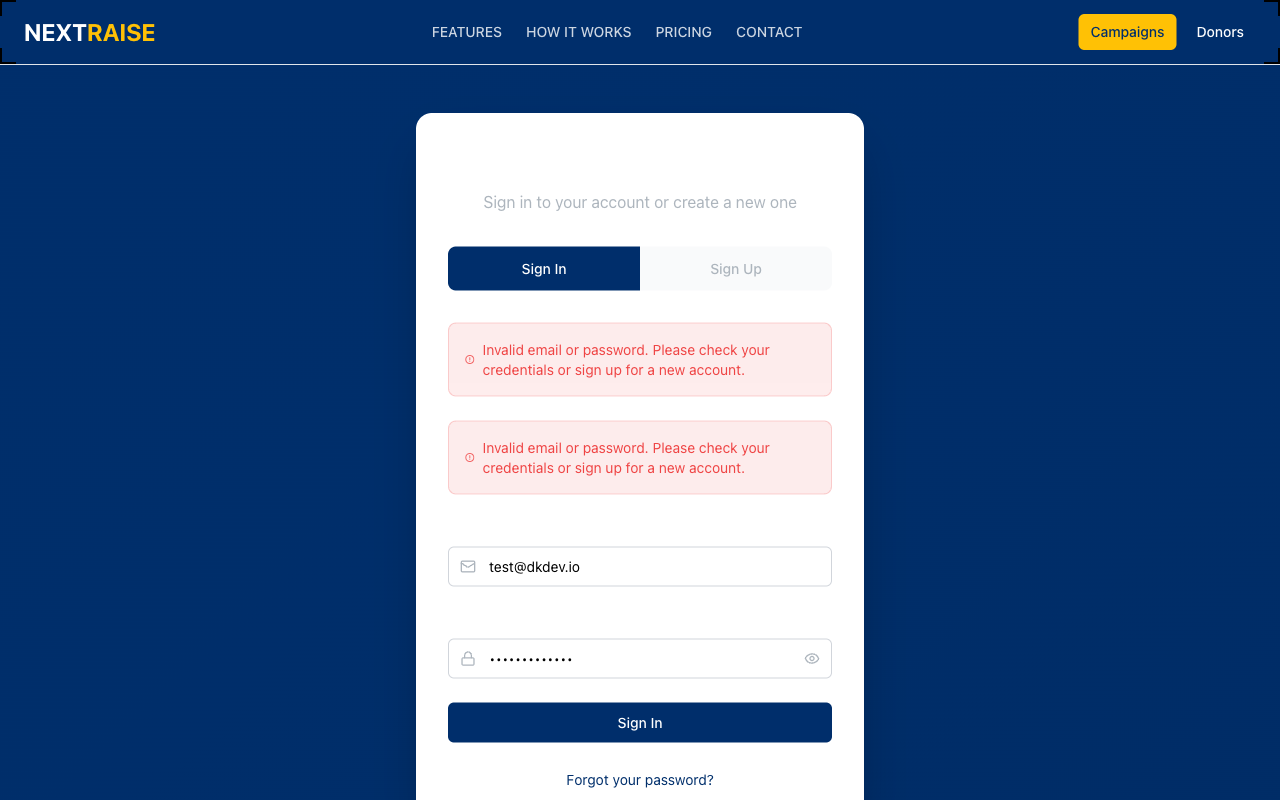 NEXTRAISE
FEATURES HOW IT WORKS PRICING CONTACT
Campaigns Donors
Sign in to your account or create a new one
Sign In Sign Up
Invalid email or password. Please check your
credentials or sign up for a new account.
Invalid email or password. Please check your
credentials or sign up for a new account.
test@dkdev.io
•••••••••••••
Sign In
Forgot your password?